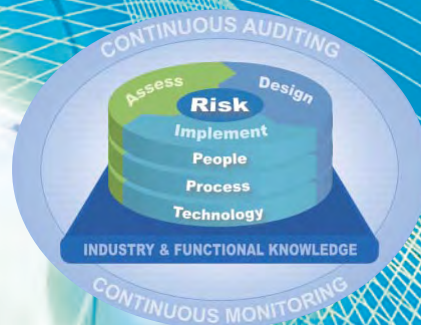 CONTINUOUS AUDITING
Assess
Design
Risk
Implement
People
Process
Technology
INDUSTRY & FUNCTIONAL KNOWLEDGE
CONTINUOUS MONITORING